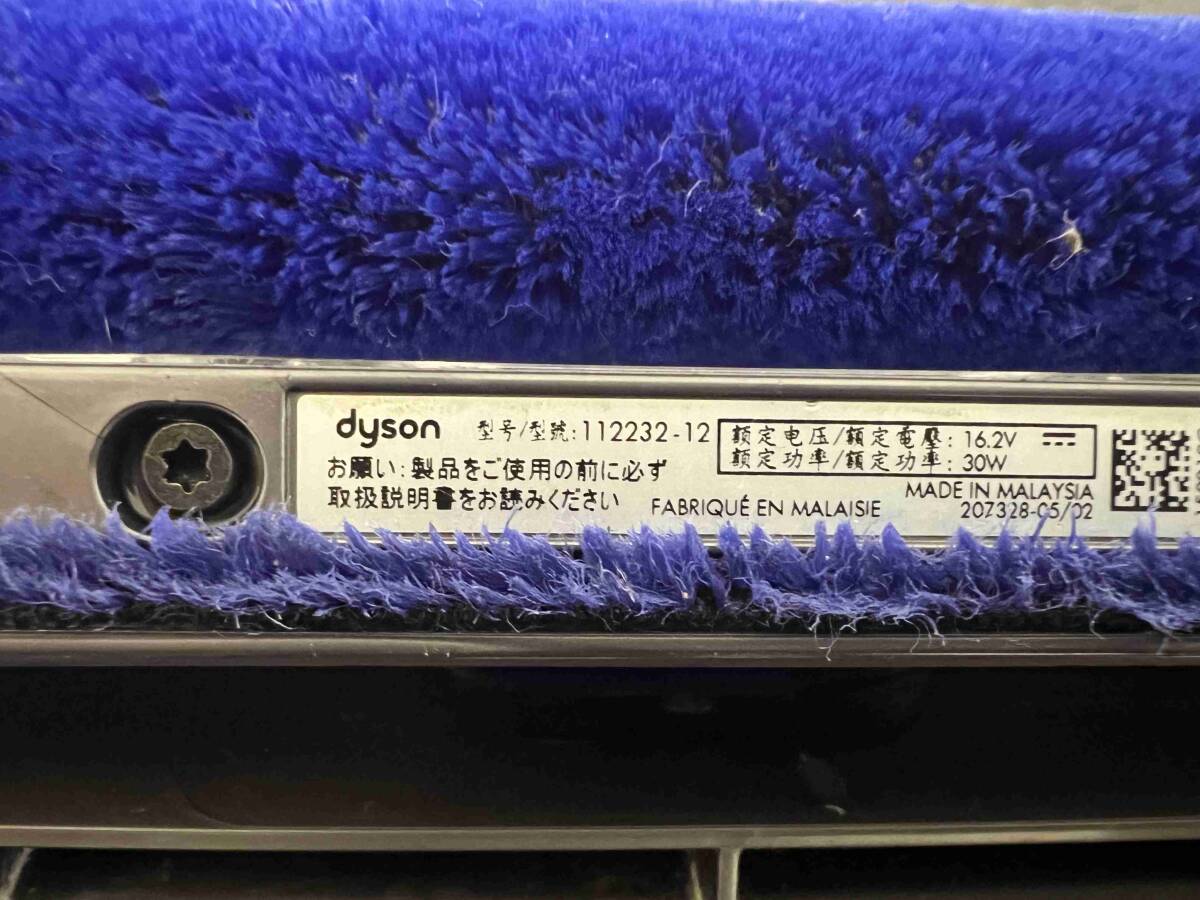 dyson 型号/型號: 112232-12
お願い: 製品をご使用の前に必ず
取扱説明書をお読みください
额定电压/額定電壓: 16.2V
额定功率/額定功率: 30W
FABRIQUÉ EN MALAISIE
MADE IN MALAYSIA
207328-05/02